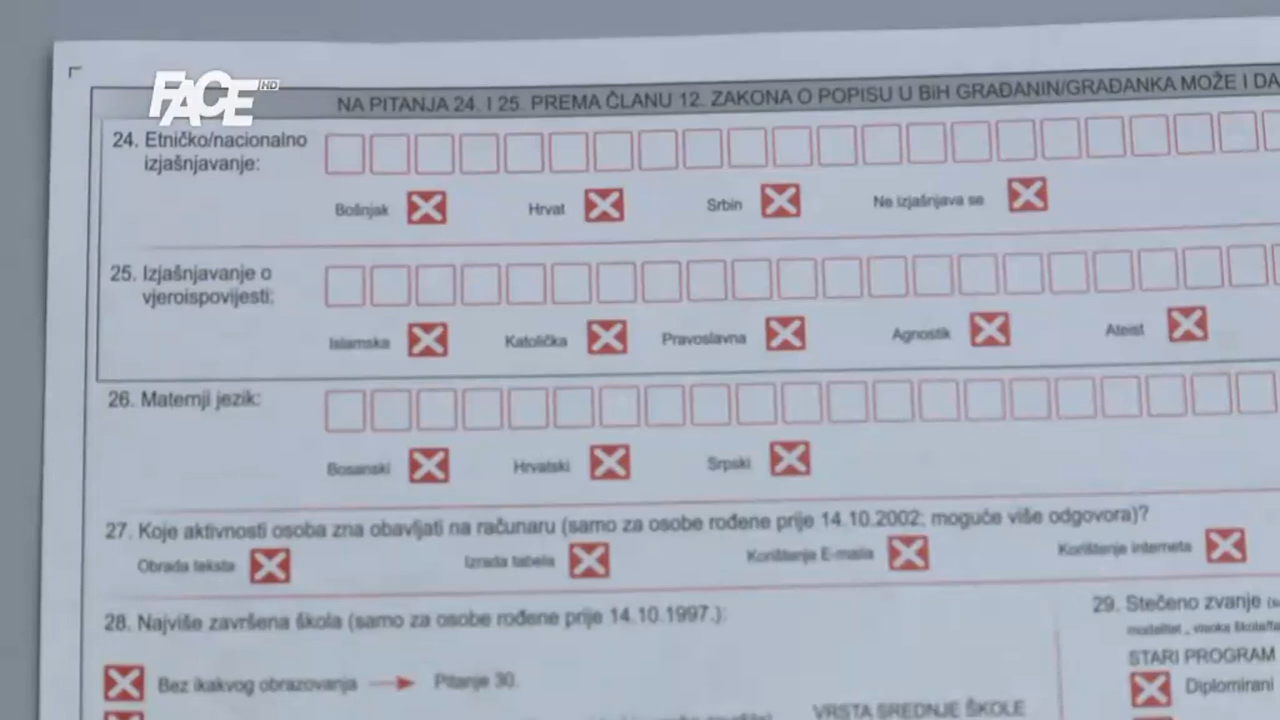 FACE HD
NA PITANJA 24. I 25. PREMA ČLANU 12. ZAKONA O POPISU U BiH GRAĐANIN/GRAĐANKA MOŽE I DA
24. Etničko/nacionalno
izjašnjavanje:
Bošnjak Hrvat Srbin Ne izjašnjava se
25. Izjašnjavanje o
vjeroispovijesti:
Islamska Katolička Pravoslavna Agnostik Ateist
26. Maternji jezik:
Bosanski Hrvatski Srpski
27. Koje aktivnosti osoba zna obavljati na računaru (samo za osobe rođene prije 14.10.2002; moguće više odgovora)?
Obrada teksta Izrada tabela Korištenje E-maila Korištenje interneta
28. Najviše završena škola (samo za osobe rođene prije 14.10.1997.):
29. Stečeno zvanje
STARI PROGRAM
Bez ikakvog obrazovanja Pitanje 30.
Diplomirani
VRSTA SREDNJE ŠKOLE